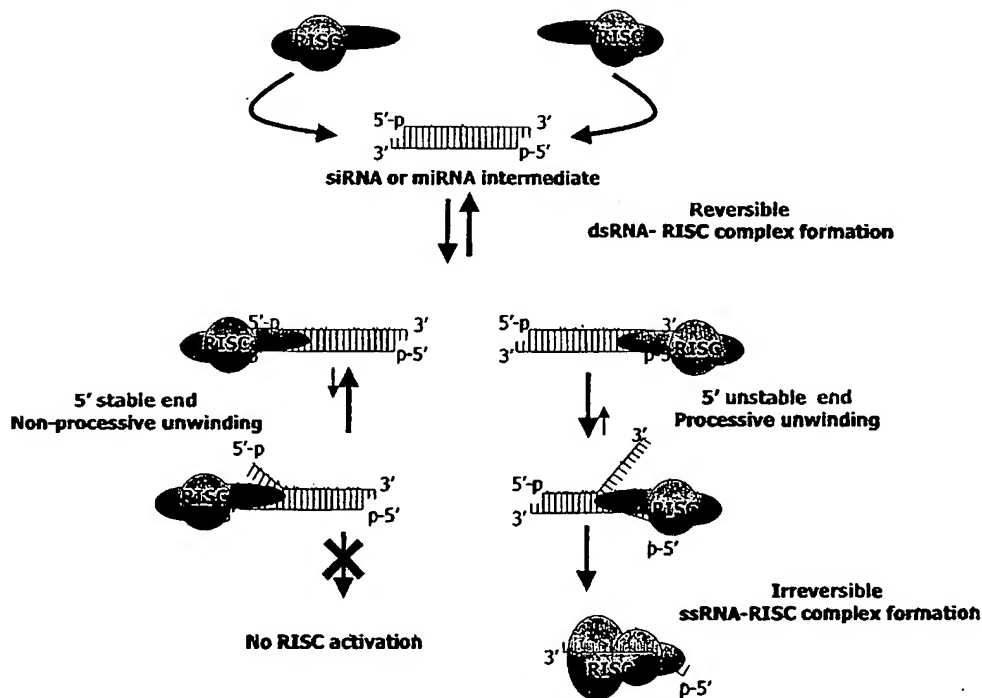 RISC
RISC
5'-p
3'
3'
p-5'
siRNA or miRNA intermediate
Reversible
dsRNA- RISC complex formation
5'-p
3'
RISC
p-5'
5'-p
3'
3'
p-5'
RISC
5' stable end
Non-processive unwinding
5' unstable end
Processive unwinding
5'-p
3'
RISC
3'
p-5'
5'-p
3'
RISC
p-5'
No RISC activation
Irreversible
ssRNA-RISC complex formation
3'
RISC
p-5'